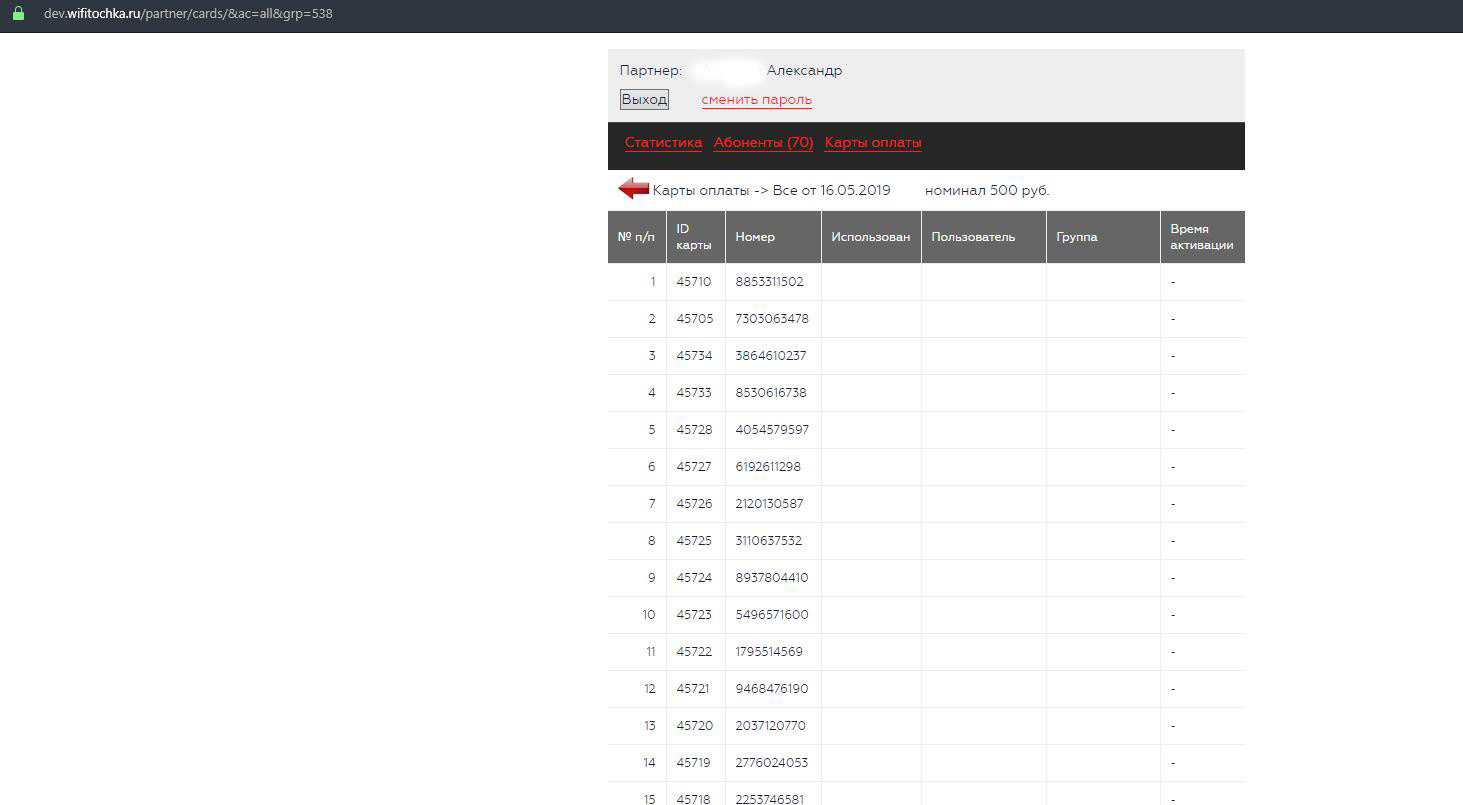 dev.wifitochka.ru/partner/cards/&ac=all&grp=538
Партнер: Александр
Выход сменить пароль
Статистика Абоненты (70) Карты оплаты
Карты оплаты -> Все от 16.05.2019 номинал 500 руб.
№ п/п ID карты Номер Использован Пользователь Группа Время активации
1 45710 8853311502 -
2 45705 7303063478 -
3 45734 3864610237 -
4 45733 8530616738 -
5 45728 4054579597 -
6 45727 6192611298 -
7 45726 2120130587 -
8 45725 3110637532 -
9 45724 8937804410 -
10 45723 5496571600 -
11 45722 1795514569 -
12 45721 9468476190 -
13 45720 2037120770 -
14 45719 2776024053 -
15 45718 2253746581 -